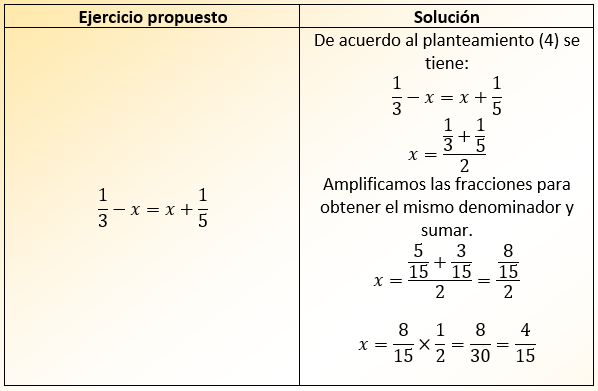 Ejercicio propuesto
Solución
1/3 − x = x + 1/5
De acuerdo al planteamiento (4) se
tiene:
1/3 − x = x + 1/5
x = (1/3 + 1/5)/2
Amplificamos las fracciones para
obtener el mismo denominador y
sumar.
x = (5/15 + 3/15)/2 = (8/15)/2
x = 8/15 × 1/2 = 8/30 = 4/15